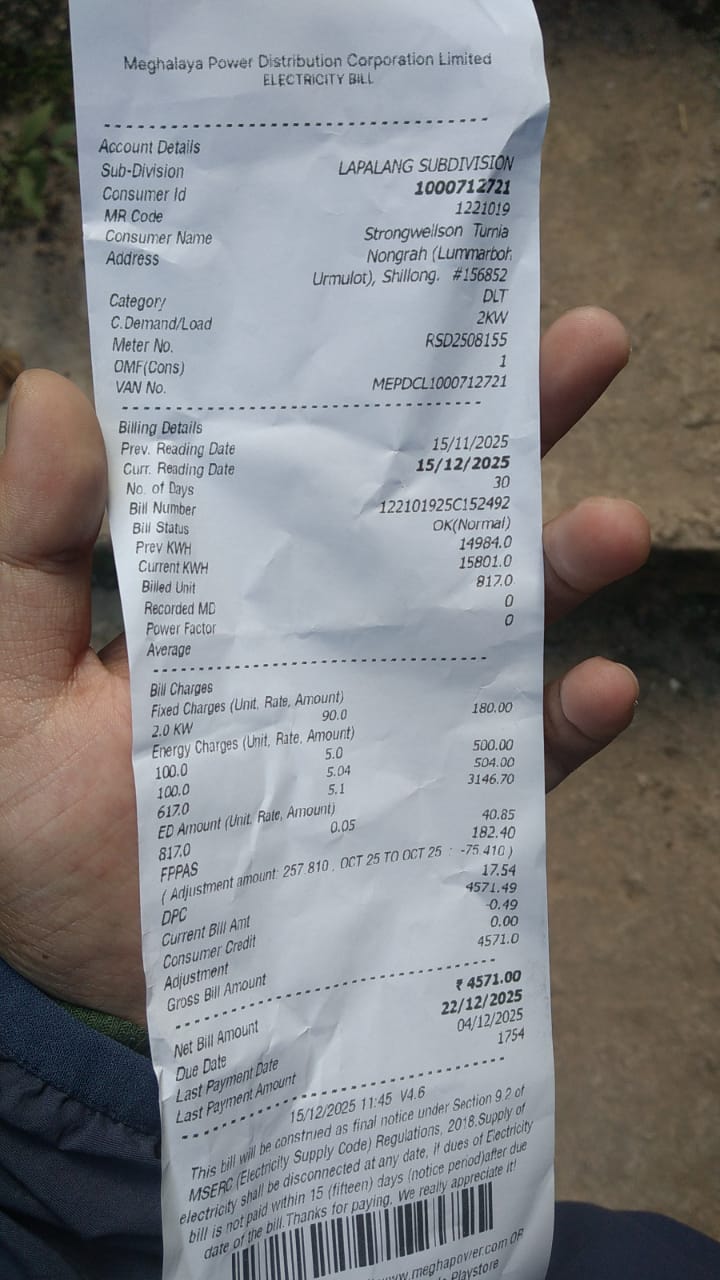 Meghalaya Power Distribution Corporation Limited
ELECTRICITY BILL
Account Details
Sub-Division LAPALANG SUBDIVISION
Consumer Id 1000712721
MR Code 1221019
Consumer Name Strongwellson Turnia
Address Nongrah (Lummarboh
Urmulot), Shillong. #156852
Category DLT
C.Demand/Load 2KW
Meter No. RSD2508155
OMF(Cons) 1
VAN No. MEPDCL1000712721
Billing Details
Prev. Reading Date 15/11/2025
Curr. Reading Date 15/12/2025
No. of Days 30
Bill Number 122101925C152492
Bill Status OK(Normal)
Prev KWH 14984.0
Current KWH 15801.0
Billed Unit 817.0
Recorded MD 0
Power Factor 0
Average
Bill Charges
Fixed Charges (Unit, Rate, Amount)
2.0 KW 90.0 180.00
Energy Charges (Unit, Rate, Amount)
100.0 5.0 500.00
100.0 5.04 504.00
617.0 5.1 3146.70
ED Amount (Unit, Rate, Amount)
817.0 0.05 40.85
FPPAS 182.40
( Adjustment amount: 257.810 , OCT 25 TO OCT 25 : -75.410 )
DPC 17.54
Current Bill Amt 4571.49
Consumer Credit -0.49
Adjustment 0.00
Gross Bill Amount 4571.0
Net Bill Amount ₹ 4571.00
Due Date 22/12/2025
Last Payment Date 04/12/2025
Last Payment Amount 1754
15/12/2025 11:45 V4.6
This bill will be construed as final notice under Section 9.2 of
MSERC (Electricity Supply Code) Regulations, 2018.Supply of
electricity shall be disconnected at any date, if dues of Electricity
bill is not paid within 15 (fifteen) days (notice period)after due
date of the bill.Thanks for paying. We really appreciate it!
www.meghapower.com OR
Playstore